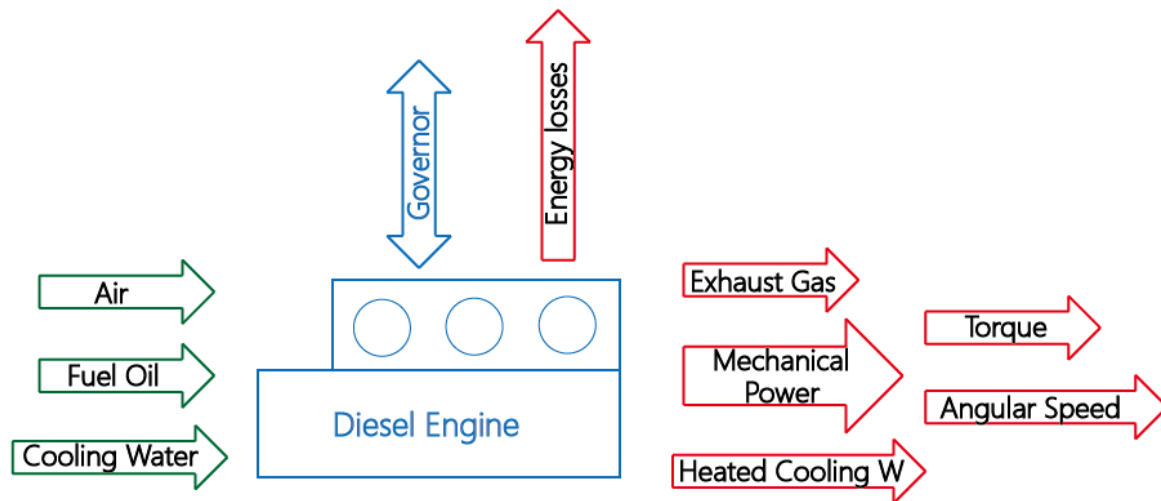 Governor
Energy losses
Air
Fuel Oil
Cooling Water
Diesel Engine
Exhaust Gas
Mechanical
Power
Heated Cooling W
Torque
Angular Speed